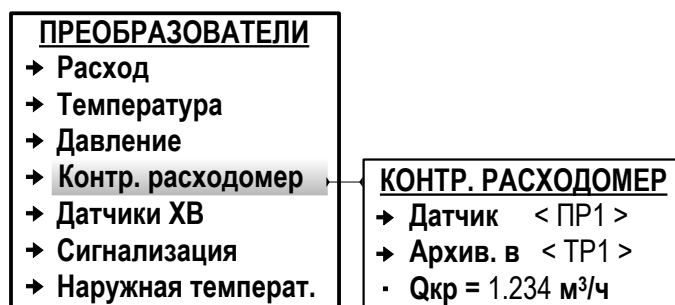 ПРЕОБРАЗОВАТЕЛИ
➔ Расход
➔ Температура
➔ Давление
➔ Контр. расходомер
➔ Датчики ХВ
➔ Сигнализация
➔ Наружная температ.
КОНТР. РАСХОДОМЕР
➔ Датчик < ПР1 >
➔ Архив. в < ТР1 >
· Qкр = 1.234 м³/ч